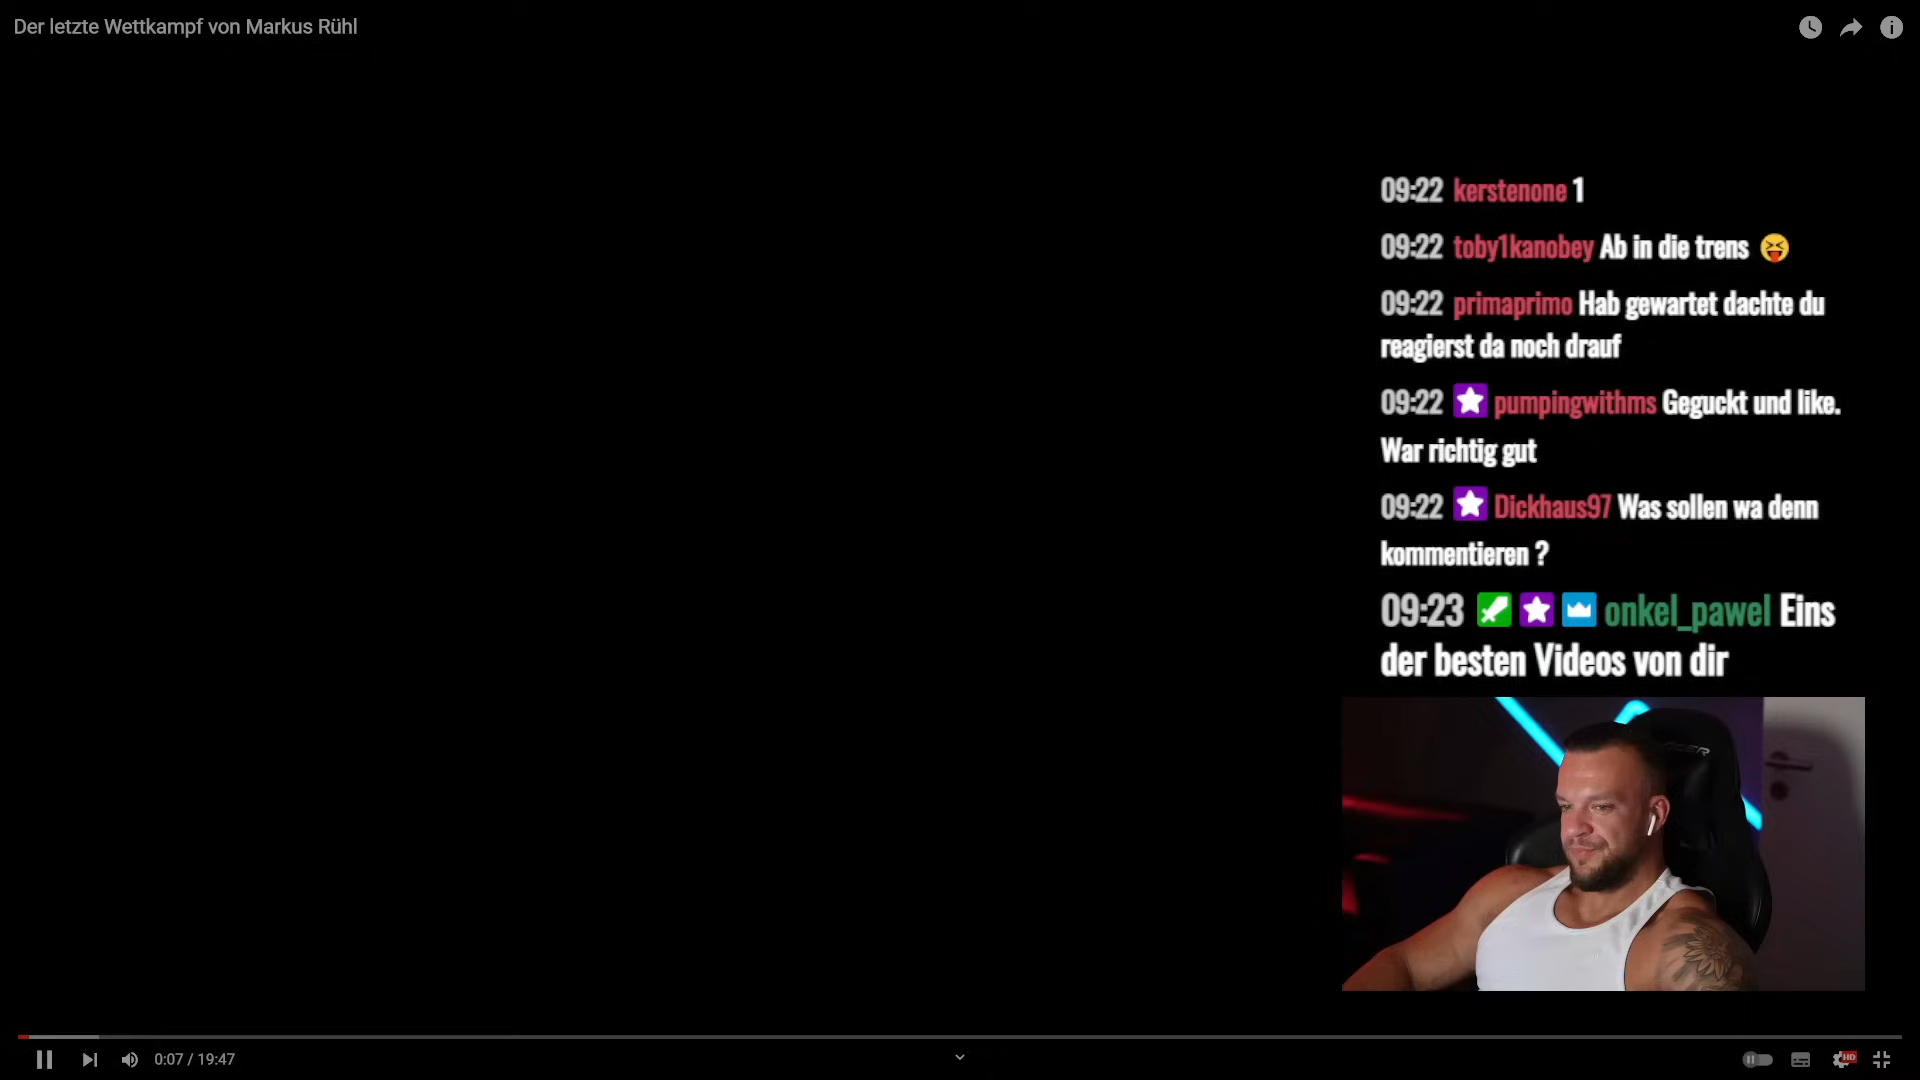 Der letzte Wettkampf von Markus Rühl
09:22 kerstenone 1
09:22 toby1kanobey Ab in die trens 😝
09:22 primaprimo Hab gewartet dachte du
reagierst da noch drauf
09:22 pumpingwithms Geguckt und like.
War richtig gut
09:22 Dickhaus97 Was sollen wa denn
kommentieren ?
09:23 onkel_pawel Eins
der besten Videos von dir
0:07 / 19:47
HD